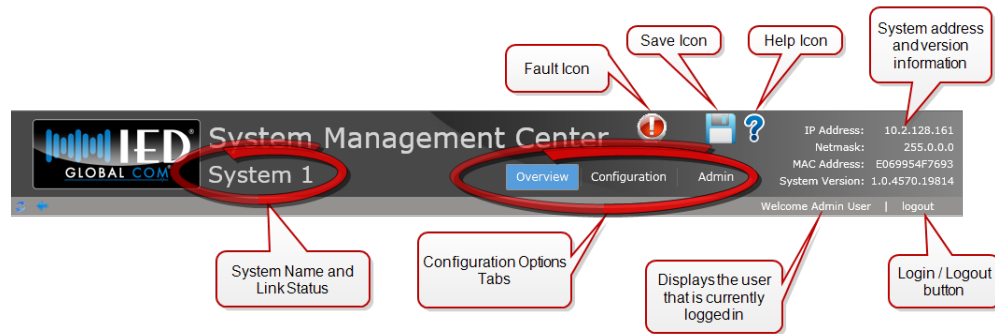 System address
and version
information
Save Icon
Help Icon
Fault Icon
IED®
GLOBAL COM®
System Management Center
System 1
Overview
Configuration
Admin
IP Address: 10.2.128.161
Netmask: 255.0.0.0
MAC Address: E069954F7693
System Version: 1.0.4570.19814
Welcome Admin User | logout
System Name and
Link Status
Configuration Options
Tabs
Displays the user
that is currently
logged in
Login / Logout
button